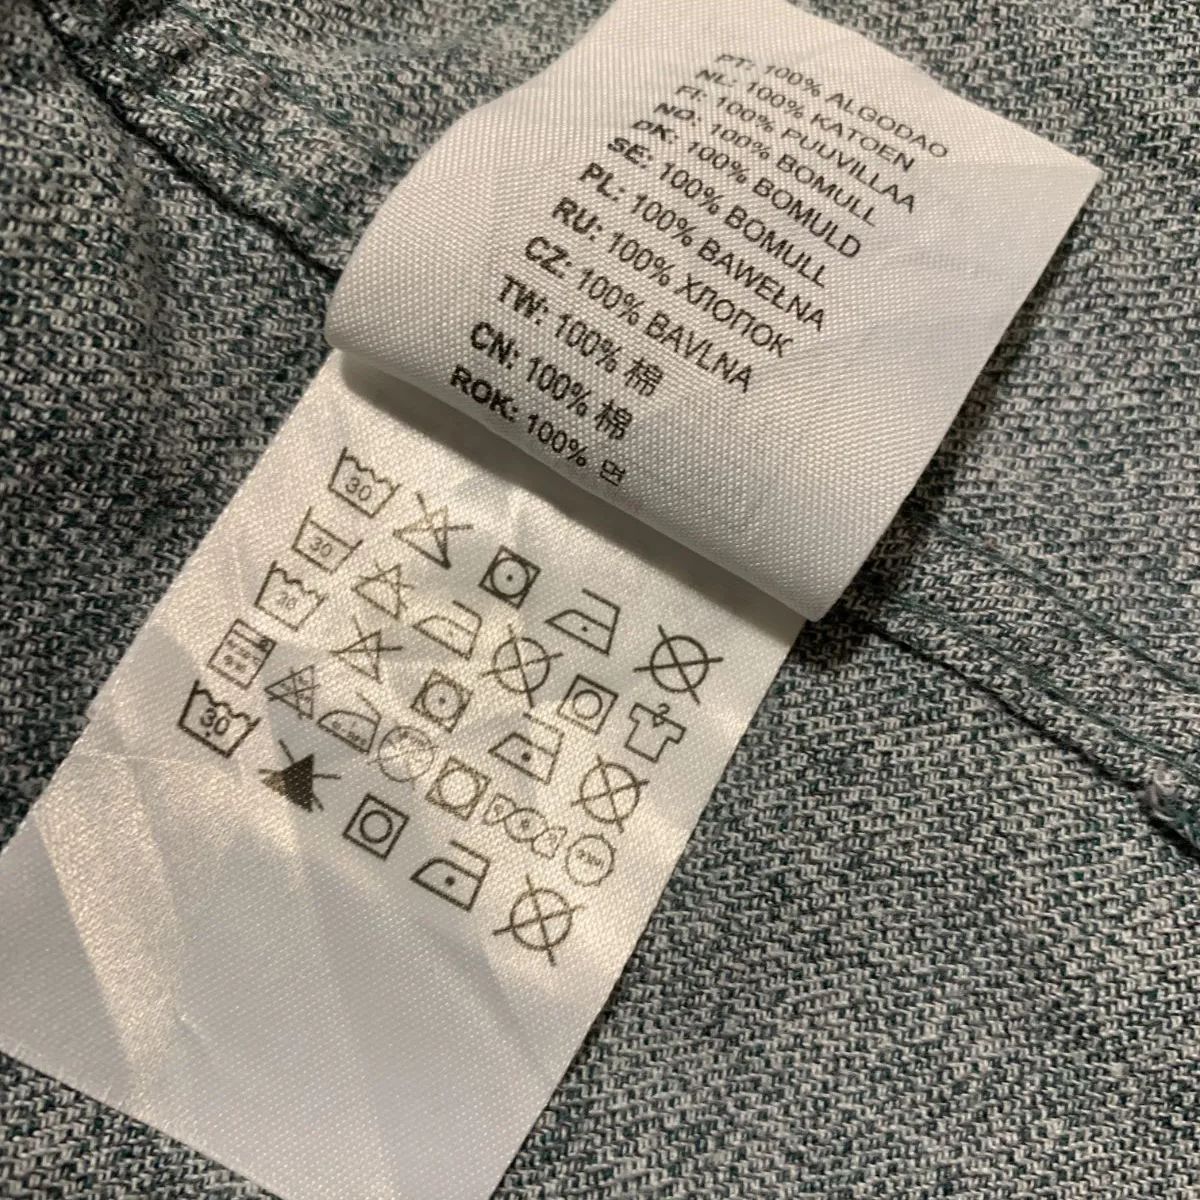 PT: 100% ALGODAO
NL: 100% KATOEN
FI: 100% PUUVILLAA
NO: 100% BOMULL
DK: 100% BOMULD
SE: 100% BOMULL
PL: 100% BAWEŁNA
RU: 100% ХЛОПОК
CZ: 100% BAVLNA
TW: 100% 棉
CN: 100% 棉
ROK: 100% 면
30
30
30
30